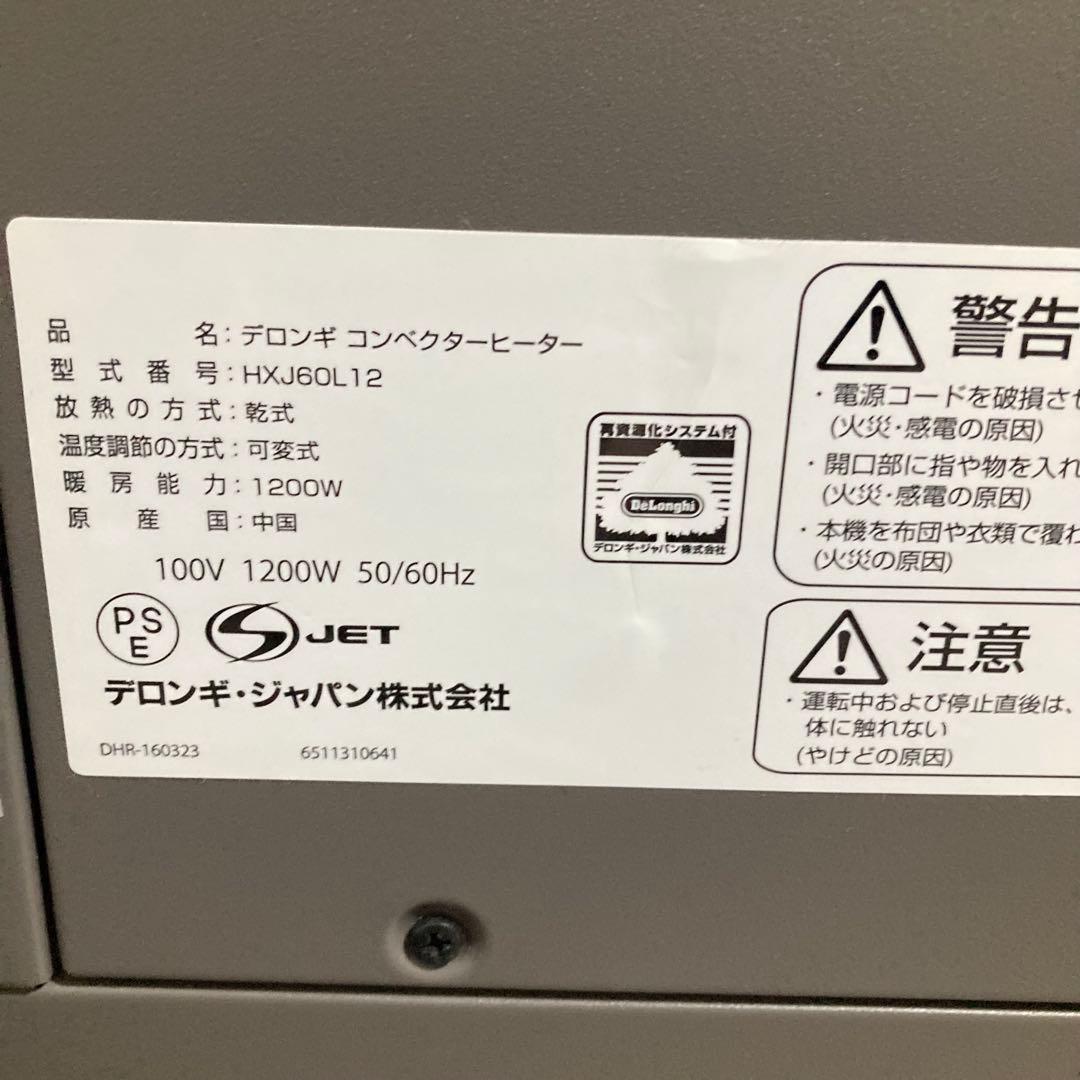 品名：デロンギ コンベクターヒーター
型式番号：HXJ60L12
放熱の方式：乾式
温度調節の方式：可変式
暖房能力：1200W
原産国：中国
100V 1200W 50/60Hz
PSE
S JET
デロンギ・ジャパン株式会社
DHR-160323 6511310641
再資源化システム付
DeLonghi
デロンギ・ジャパン株式会社
警告
・電源コードを破損さ
(火災・感電の原因)
・開口部に指や物を入れ
(火災・感電の原因)
・本機を布団や衣類で覆わ
(火災の原因)
注意
・運転中および停止直後は、
体に触れない
(やけどの原因)